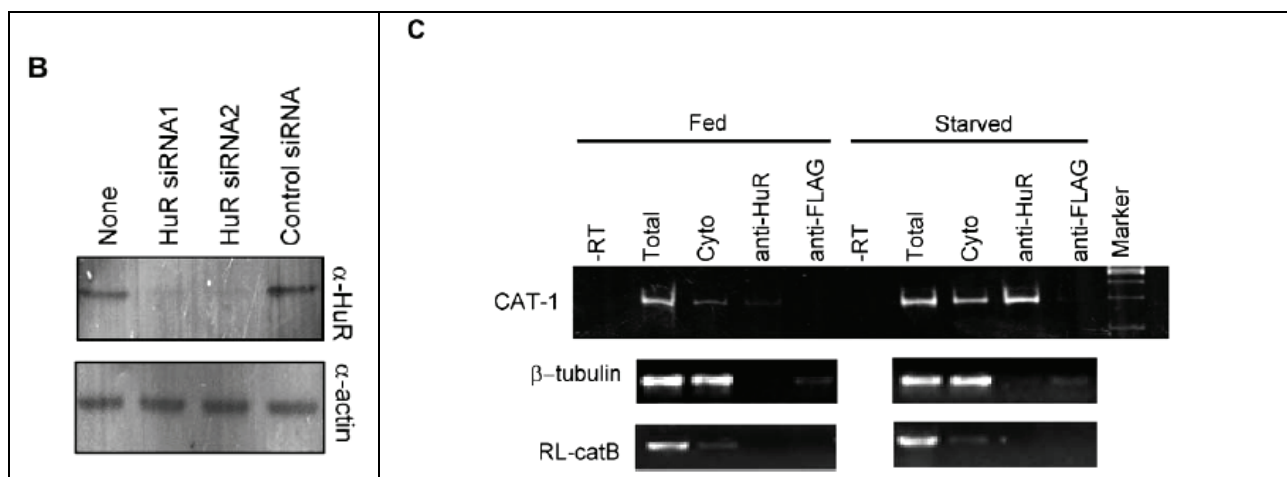 B
None
HuR siRNA1
HuR siRNA2
Control siRNA
α-HuR
α-actin
C
Fed
Starved
-RT
Total
Cyto
anti-HuR
anti-FLAG
-RT
Total
Cyto
anti-HuR
anti-FLAG
Marker
CAT-1
β-tubulin
RL-catB